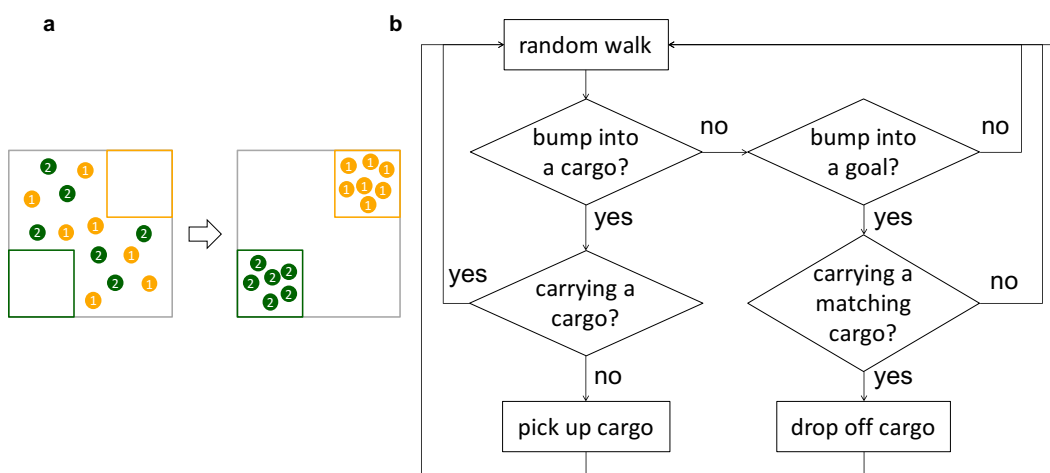 a
2
1
1
2
2
1
1
2
2
1
2
1
1
1
1
1
1
1
1
1
2
2
2
2
2
2
b
random walk
bump into
a cargo?
no
bump into
a goal?
no
yes
yes
yes
carrying a
cargo?
carrying a
matching
cargo?
no
no
yes
pick up cargo
drop off cargo